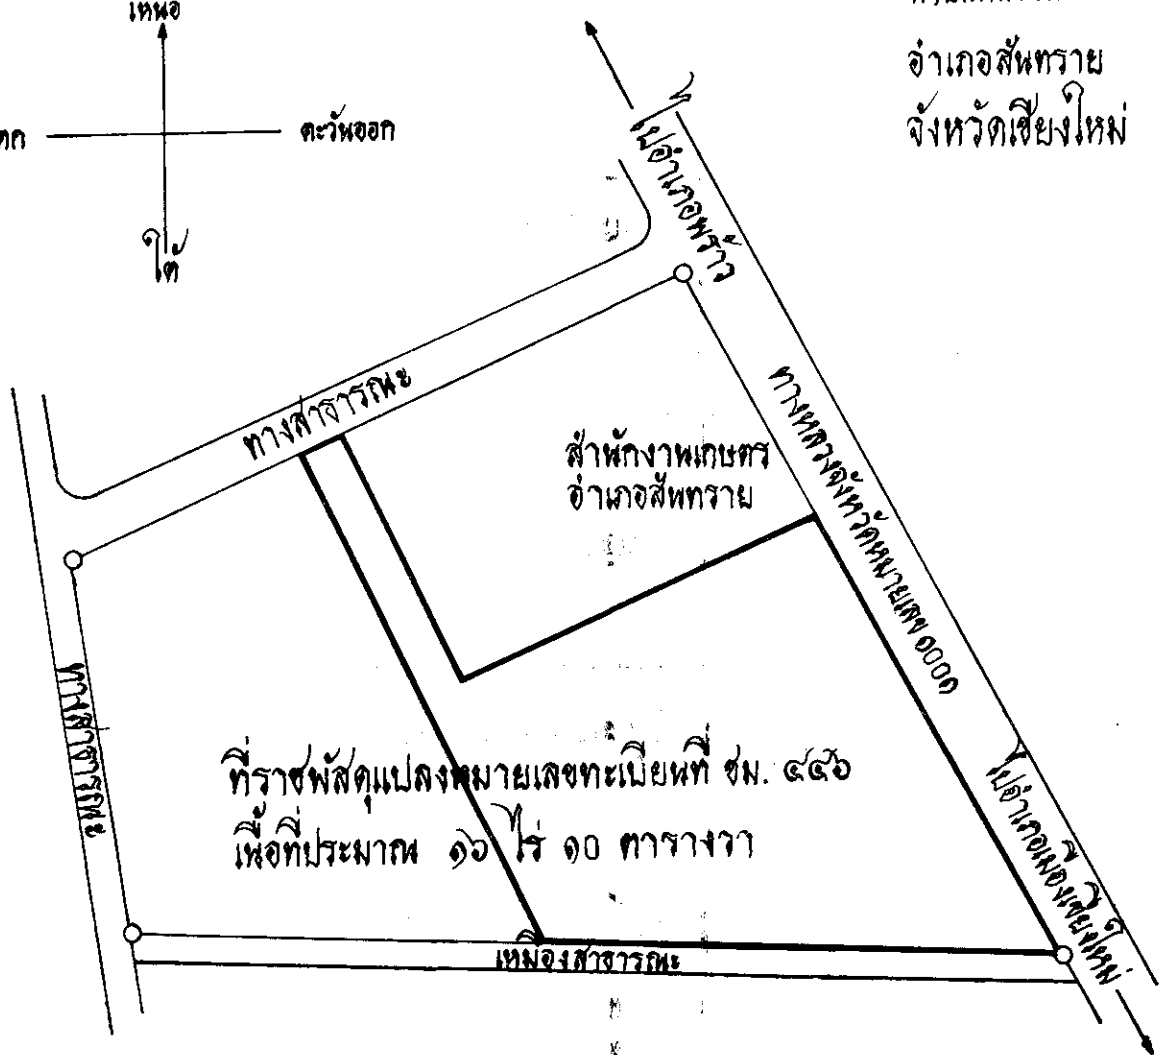 เหนือ
อำเภอสันทราย
จังหวัดเชียงใหม่
ตก
ตะวันออก
ใต้
ไปอำเภอพร้าว
ทางสาธารณะ
สำนักงานเกษตร
อำเภอสันทราย
ทางหลวงจังหวัดหมายเลข ๑๐๐๑
ทางสาธารณะ
ที่ราชพัสดุแปลงหมายเลขทะเบียนที่ ชม. ๔๔๖
เนื้อที่ประมาณ ๑๖ ไร่ ๑๐ ตารางวา
ไปอำเภอเมืองเชียงใหม่
เหมืองสาธารณะ